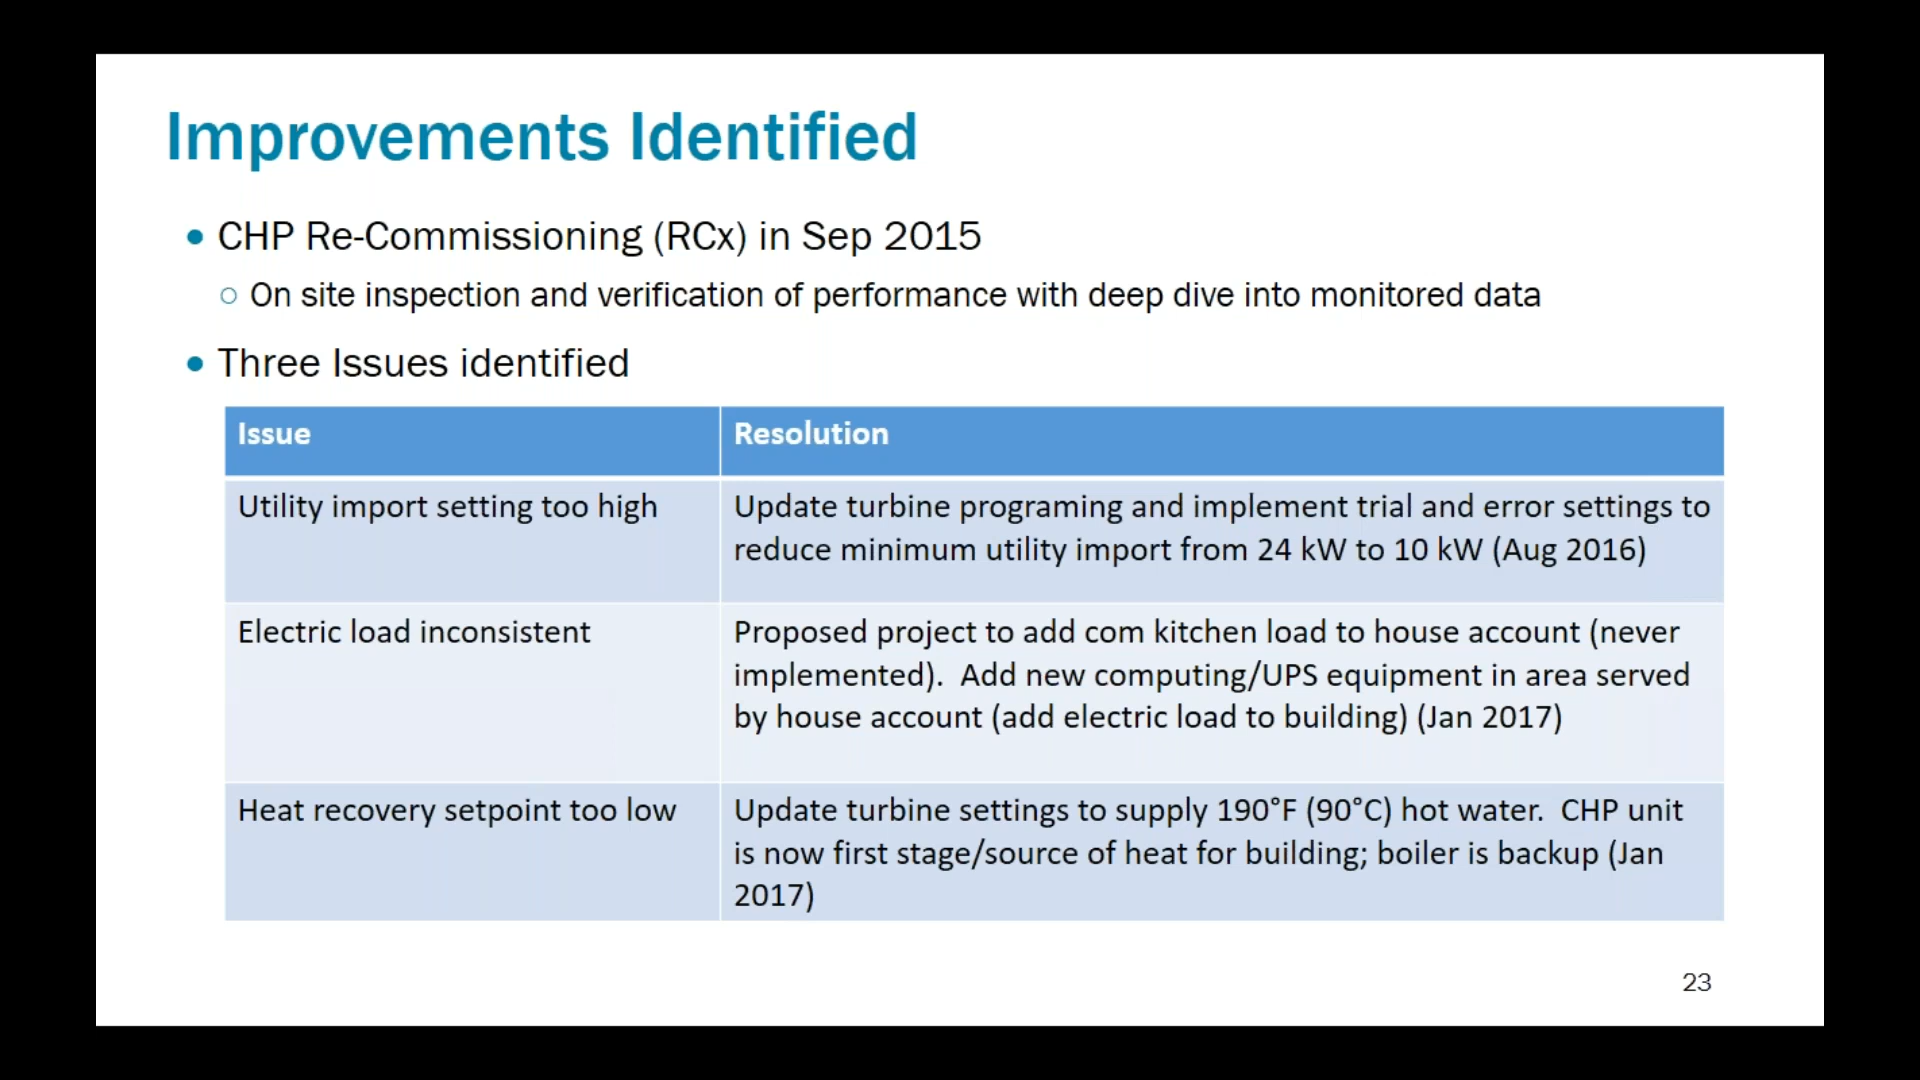 Improvements Identified
• CHP Re-Commissioning (RCx) in Sep 2015
○ On site inspection and verification of performance with deep dive into monitored data
• Three Issues identified
Issue
Resolution
Utility import setting too high
Update turbine programing and implement trial and error settings to
reduce minimum utility import from 24 kW to 10 kW (Aug 2016)
Electric load inconsistent
Proposed project to add com kitchen load to house account (never
implemented).  Add new computing/UPS equipment in area served
by house account (add electric load to building) (Jan 2017)
Heat recovery setpoint too low
Update turbine settings to supply 190°F (90°C) hot water.  CHP unit
is now first stage/source of heat for building; boiler is backup (Jan
2017)
23